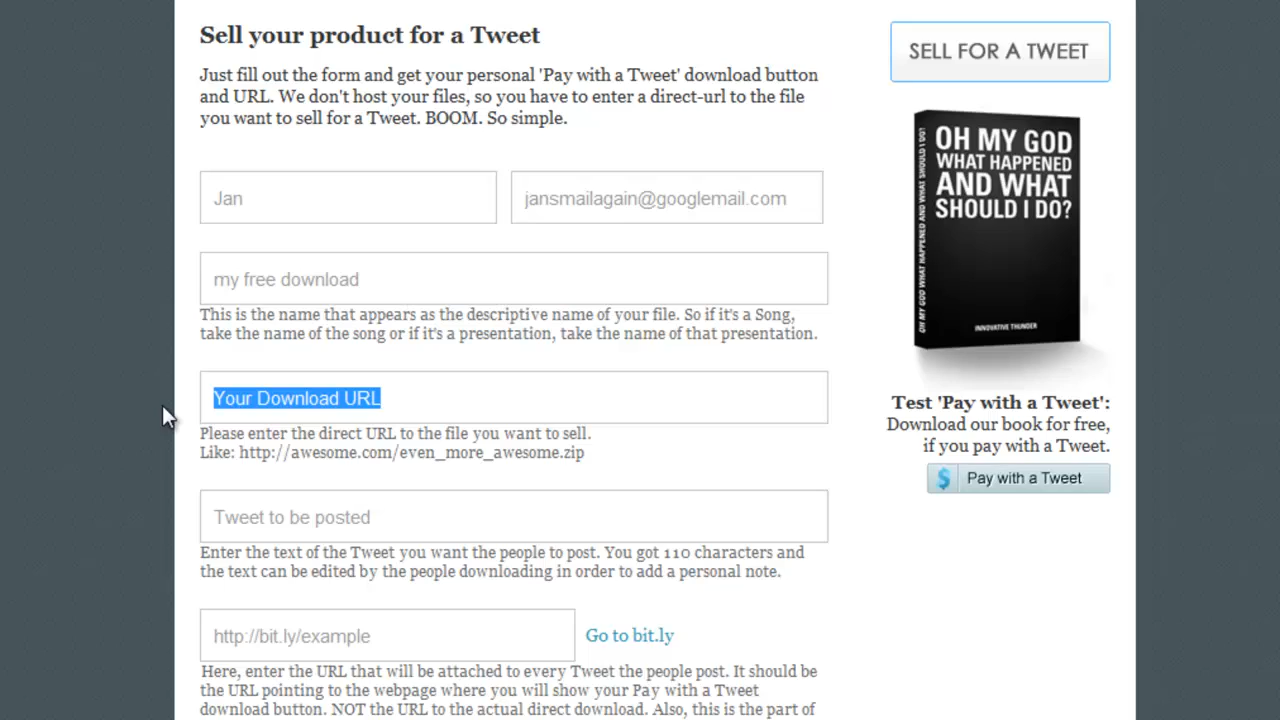 Sell your product for a Tweet
Just fill out the form and get your personal 'Pay with a Tweet' download button
and URL. We don't host your files, so you have to enter a direct-url to the file
you want to sell for a Tweet. BOOM. So simple.
Jan
jansmailagain@googlemail.com
my free download
This is the name that appears as the descriptive name of your file. So if it's a Song,
take the name of the song or if it's a presentation, take the name of that presentation.
Your Download URL
Please enter the direct URL to the file you want to sell.
Like: http://awesome.com/even_more_awesome.zip
Tweet to be posted
Enter the text of the Tweet you want the people to post. You got 110 characters and
the text can be edited by the people downloading in order to add a personal note.
http://bit.ly/example
Go to bit.ly
Here, enter the URL that will be attached to every Tweet the people post. It should be
the URL pointing to the webpage where you will show your Pay with a Tweet
download button. NOT the URL to the actual direct download. Also, this is the part of
SELL FOR A TWEET
OH MY GOD WHAT HAPPENED AND WHAT SHOULD I DO?
OH MY GOD
WHAT HAPPENED
AND WHAT
SHOULD I DO?
INNOVATIVE THUNDER
Test 'Pay with a Tweet':
Download our book for free,
if you pay with a Tweet.
$ Pay with a Tweet